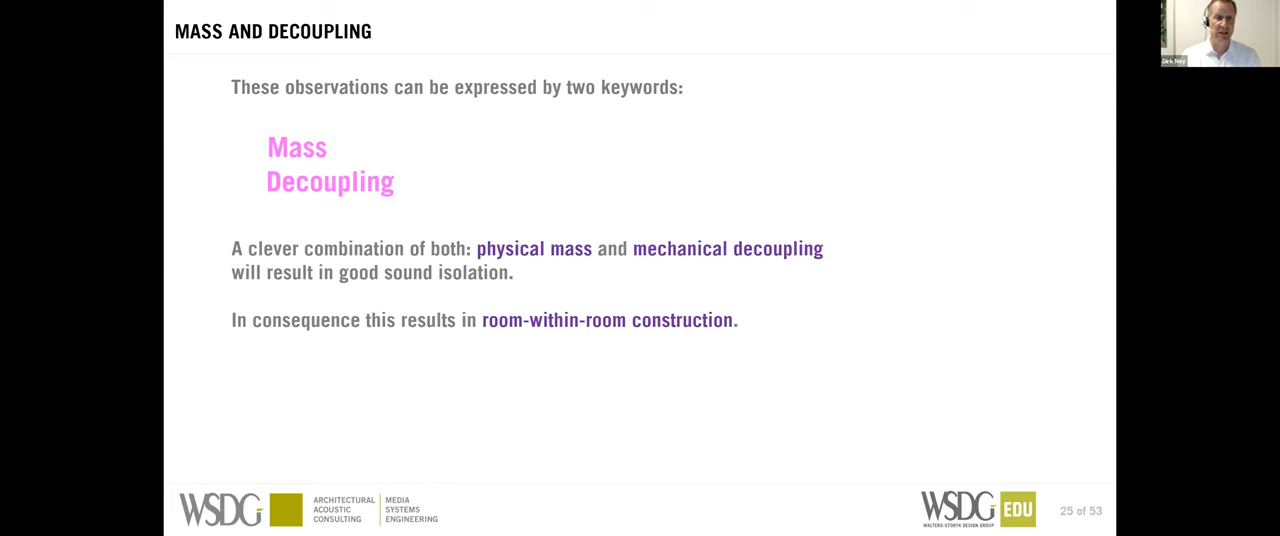 MASS AND DECOUPLING
Dirk Noy
These observations can be expressed by two keywords:
Mass
Decoupling
A clever combination of both: physical mass and mechanical decoupling
will result in good sound isolation.
In consequence this results in room-within-room construction.
WSDG
ARCHITECTURAL
ACOUSTIC
CONSULTING
MEDIA
SYSTEMS
ENGINEERING
WSDG
WALTERS-STORYK DESIGN GROUP
EDU
25 of 53